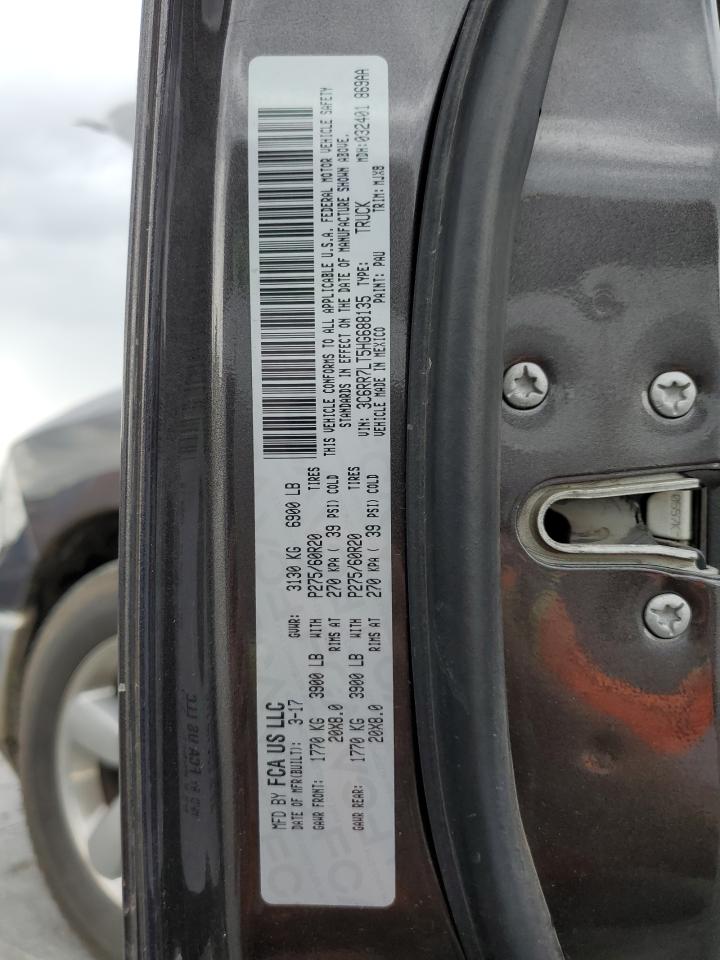 MFD BY FCA US LLC
DATE OF MFR(BUILT): 3-17 GVWR: 3130 KG 6900 LB
GAWR FRONT: 1770 KG 3900 LB WITH P275/60R20 TIRES
20X8.0 RIMS AT 270 KPA ( 39 PSI) COLD
GAWR REAR: 1770 KG 3900 LB WITH P275/60R20 TIRES
20X8.0 RIMS AT 270 KPA ( 39 PSI) COLD
THIS VEHICLE CONFORMS TO ALL APPLICABLE U.S.A. FEDERAL MOTOR VEHICLE SAFETY
STANDARDS IN EFFECT ON THE DATE OF MANUFACTURE SHOWN ABOVE.
VIN: 3C6RR7LT5HG688135 TYPE: TRUCK MDH:032401 869AA
VEHICLE MADE IN MEXICO PAINT: PAU TRIM: MJX8